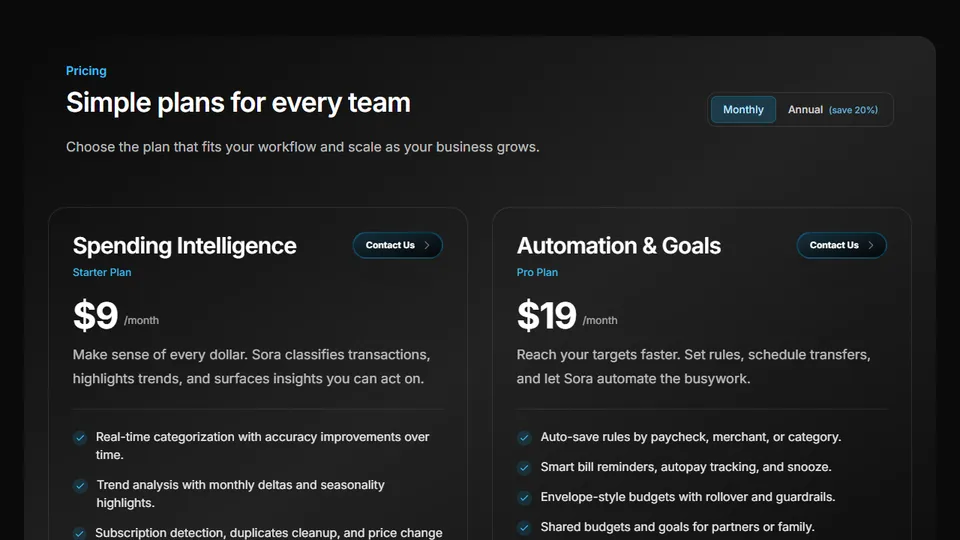 Pricing
Simple plans for every team
Monthly
Annual (save 20%)
Choose the plan that fits your workflow and scale as your business grows.
Spending Intelligence
Contact Us
Starter Plan
$9 /month
Make sense of every dollar. Sora classifies transactions,
highlights trends, and surfaces insights you can act on.
Real-time categorization with accuracy improvements over
time.
Trend analysis with monthly deltas and seasonality
highlights.
Subscription detection, duplicates cleanup, and price change
Automation & Goals
Contact Us
Pro Plan
$19 /month
Reach your targets faster. Set rules, schedule transfers,
and let Sora automate the busywork.
Auto-save rules by paycheck, merchant, or category.
Smart bill reminders, autopay tracking, and snooze.
Envelope-style budgets with rollover and guardrails.
Shared budgets and goals for partners or family.